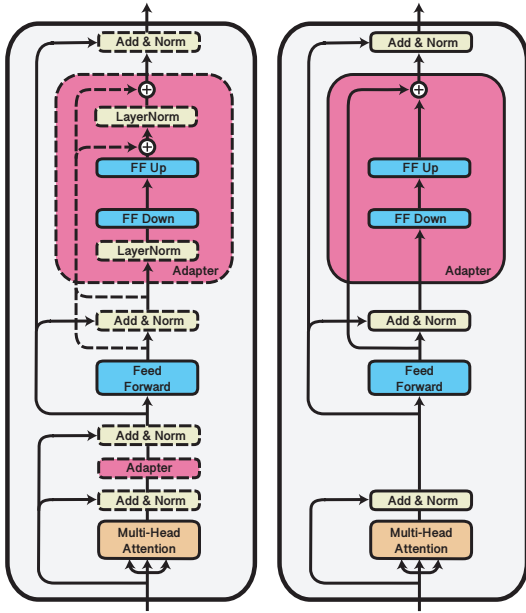 Add & Norm
LayerNorm
FF Up
FF Down
LayerNorm
Adapter
Add & Norm
Feed
Forward
Add & Norm
Adapter
Add & Norm
Multi-Head
Attention
Add & Norm
FF Up
FF Down
Adapter
Add & Norm
Feed
Forward
Add & Norm
Multi-Head
Attention